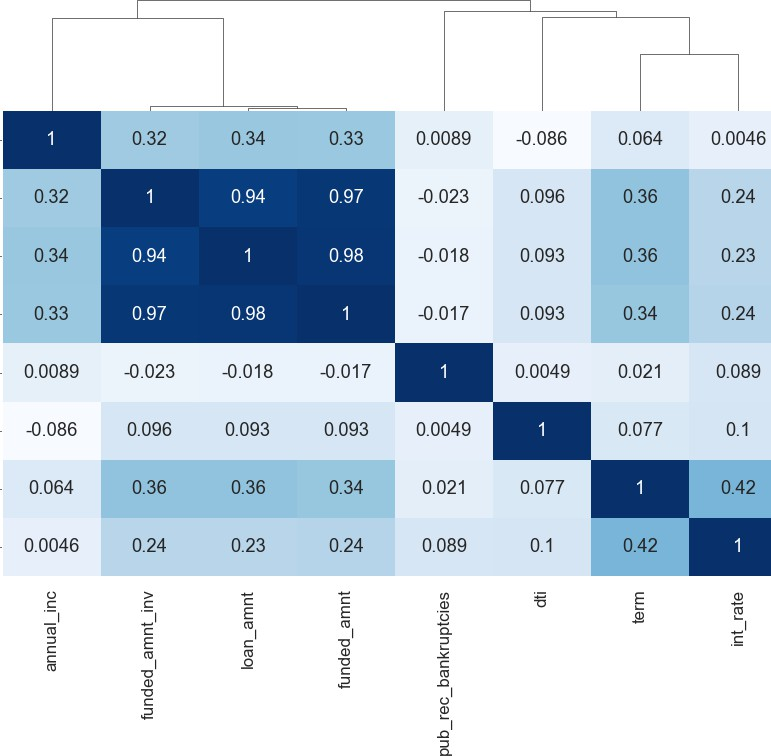 1 0.32 0.34 0.33 0.0089 -0.086 0.064 0.0046
0.32 1 0.94 0.97 -0.023 0.096 0.36 0.24
0.34 0.94 1 0.98 -0.018 0.093 0.36 0.23
0.33 0.97 0.98 1 -0.017 0.093 0.34 0.24
0.0089 -0.023 -0.018 -0.017 1 0.0049 0.021 0.089
-0.086 0.096 0.093 0.093 0.0049 1 0.077 0.1
0.064 0.36 0.36 0.34 0.021 0.077 1 0.42
0.0046 0.24 0.23 0.24 0.089 0.1 0.42 1
annual_inc
funded_amnt_inv
loan_amnt
funded_amnt
pub_rec_bankruptcies
dti
term
int_rate